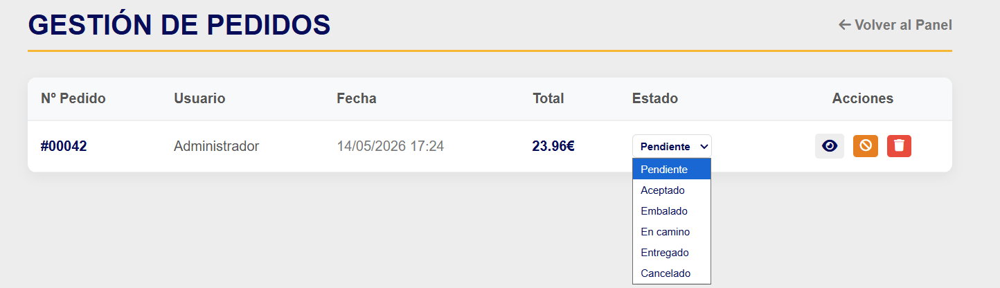 GESTIÓN DE PEDIDOS
Volver al Panel
Nº Pedido Usuario Fecha Total Estado Acciones
#00042 Administrador 14/05/2026 17:24 23.96€ Pendiente
Pendiente
Aceptado
Embalado
En camino
Entregado
Cancelado